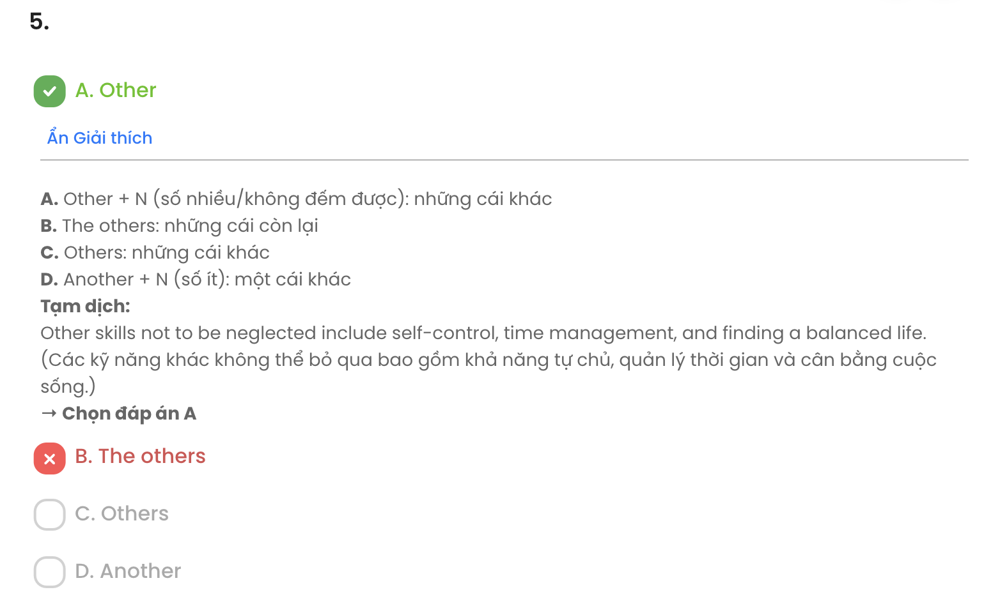 5.
A. Other
Ẩn Giải thích
A. Other + N (số nhiều/không đếm được): những cái khác
B. The others: những cái còn lại
C. Others: những cái khác
D. Another + N (số ít): một cái khác
Tạm dịch:
Other skills not to be neglected include self-control, time management, and finding a balanced life.
(Các kỹ năng khác không thể bỏ qua bao gồm khả năng tự chủ, quản lý thời gian và cân bằng cuộc
sống.)
→ Chọn đáp án A
B. The others
C. Others
D. Another